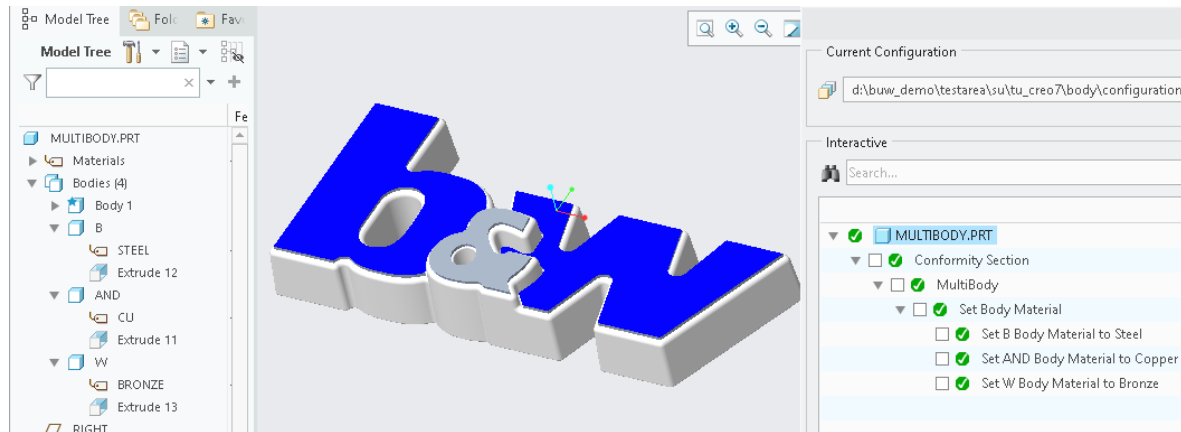 Model Tree
Folc
Fav
Model Tree
Fe
MULTIBODY.PRT
Materials
Bodies (4)
Body 1
B
STEEL
Extrude 12
AND
CU
Extrude 11
W
BRONZE
Extrude 13
RIGHT
b&w
Current Configuration
d:\buw_demo\testarea\su\tu_creo7\body\configuration
Interactive
Search...
MULTIBODY.PRT
Conformity Section
MultiBody
Set Body Material
Set B Body Material to Steel
Set AND Body Material to Copper
Set W Body Material to Bronze